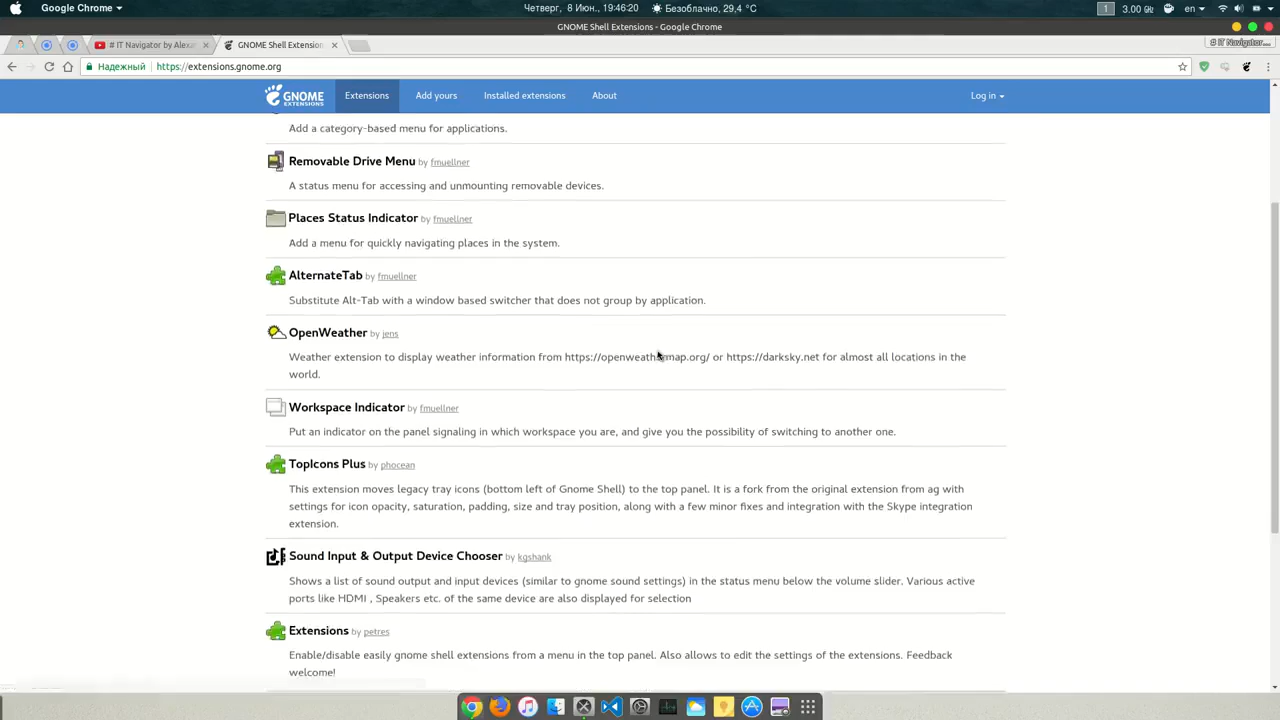 Google Chrome
Четверг, 8 Июн., 19:46:20
Безоблачно, 29,4 °C
1
3.00 ghz
en
GNOME Shell Extensions - Google Chrome
# IT Navigator by Alexa
GNOME Shell Extension
# IT Navigator...
Надежный
https://extensions.gnome.org
GNOME EXTENSIONS
Extensions
Add yours
Installed extensions
About
Log in
Add a category-based menu for applications.
Removable Drive Menu by fmuellner
A status menu for accessing and unmounting removable devices.
Places Status Indicator by fmuellner
Add a menu for quickly navigating places in the system.
AlternateTab by fmuellner
Substitute Alt-Tab with a window based switcher that does not group by application.
OpenWeather by jens
Weather extension to display weather information from https://openweathermap.org/ or https://darksky.net for almost all locations in the
world.
Workspace Indicator by fmuellner
Put an indicator on the panel signaling in which workspace you are, and give you the possibility of switching to another one.
TopIcons Plus by phocean
This extension moves legacy tray icons (bottom left of Gnome Shell) to the top panel. It is a fork from the original extension from ag with
settings for icon opacity, saturation, padding, size and tray position, along with a few minor fixes and integration with the Skype integration
extension.
Sound Input & Output Device Chooser by kgshank
Shows a list of sound output and input devices (similar to gnome sound settings) in the status menu below the volume slider. Various active
ports like HDMI , Speakers etc. of the same device are also displayed for selection
Extensions by petres
Enable/disable easily gnome shell extensions from a menu in the top panel. Also allows to edit the settings of the extensions. Feedback
welcome!